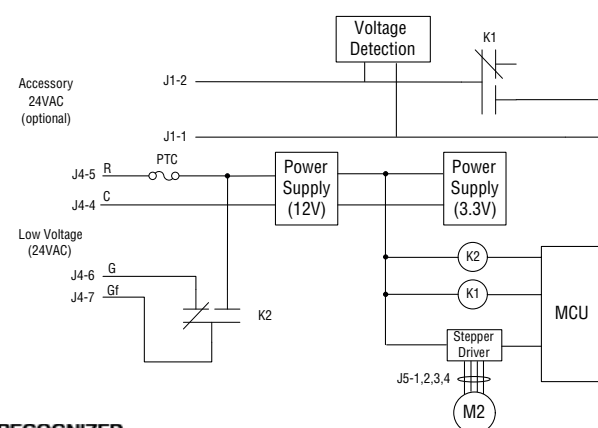 Voltage
Detection
K1
Accessory
24VAC
(optional)
J1-2
J1-1
J4-5 R PTC
J4-4 C
Power
Supply
(12V)
Power
Supply
(3.3V)
Low Voltage
(24VAC)
J4-6 G
J4-7 Gf
K2
K2
K1
MCU
Stepper
Driver
J5-1,2,3,4
M2
RECOGNIZER